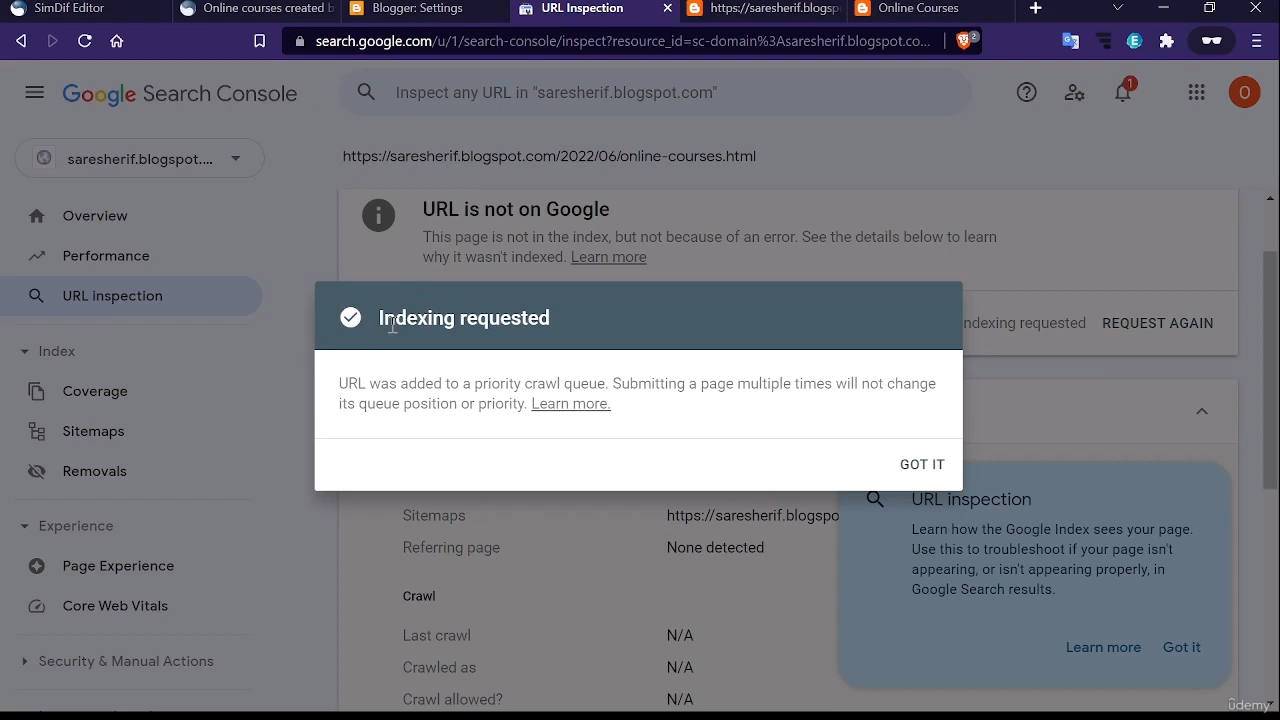 SimDif Editor
Online courses created b
Blogger: Settings
URL Inspection
https://saresherif.blogsp
Online Courses
search.google.com/u/1/search-console/inspect?resource_id=sc-domain%3Asaresherif.blogspot.co...
2
Google Search Console
Inspect any URL in "saresherif.blogspot.com"
1
O
saresherif.blogspot....
https://saresherif.blogspot.com/2022/06/online-courses.html
Overview
Performance
URL inspection
Index
Coverage
Sitemaps
Removals
Experience
Page Experience
Core Web Vitals
Security & Manual Actions
URL is not on Google
This page is not in the index, but not because of an error. See the details below to learn
why it wasn't indexed. Learn more
ndexing requested
REQUEST AGAIN
Indexing requested
URL was added to a priority crawl queue. Submitting a page multiple times will not change
its queue position or priority. Learn more.
GOT IT
Sitemaps
https://saresherif.blogspo
Referring page
None detected
Crawl
Last crawl
N/A
Crawled as
N/A
Crawl allowed?
N/A
URL inspection
Learn how the Google Index sees your page.
Use this to troubleshoot if your page isn't
appearing, or isn't appearing properly, in
Google Search results.
Learn more
Got it
ûdemy